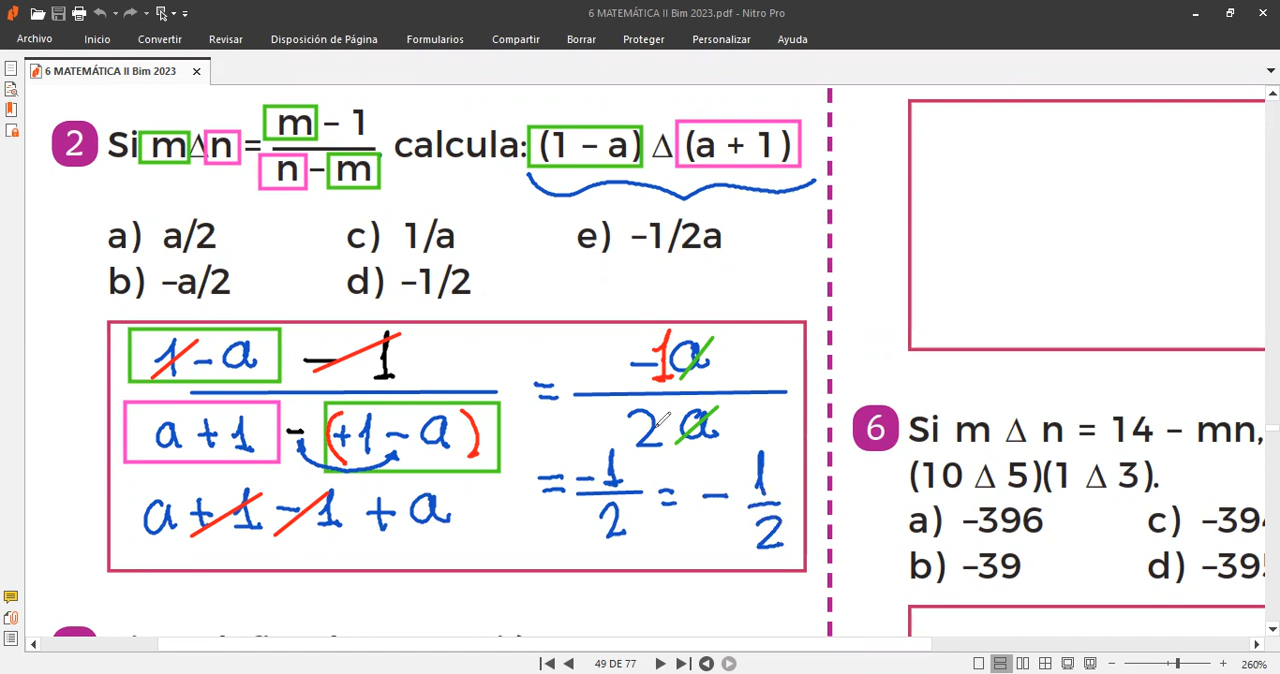 6 MATEMÁTICA II Bim 2023.pdf - Nitro Pro
Archivo Inicio Convertir Revisar Disposición de Página Formularios Compartir Borrar Proteger Personalizar Ayuda
6 MATEMÁTICA II Bim 2023 ×
2 Si m Δ n = (m - 1)/(n - m) calcula: (1 - a) Δ (a + 1)
a) a/2 c) 1/a e) -1/2a
b) -a/2 d) -1/2
1 - a - 1 = -1a
a + 1 - (+1 - a) 2a
a + 1 - 1 + a = -1/2 = - 1/2
6 Si m Δ n = 14 - mn,
(10 Δ 5)(1 Δ 3).
a) -396 c) -394
b) -39 d) -395
49 DE 77
260%